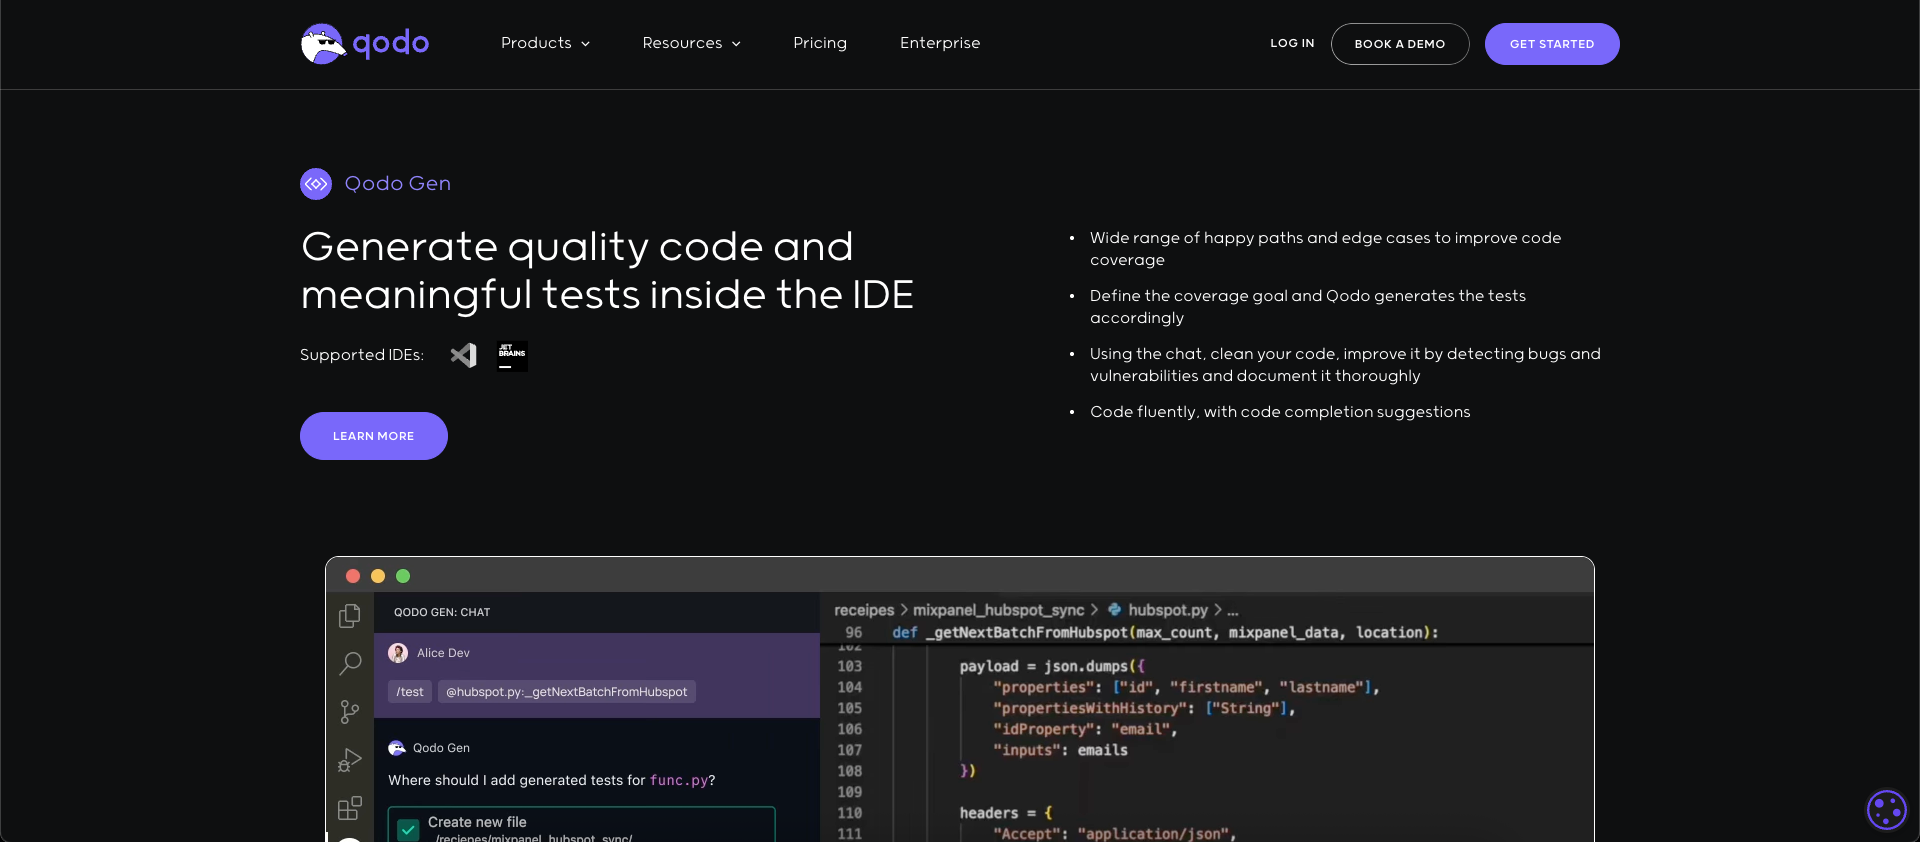 qodo
Products
Resources
Pricing
Enterprise
LOG IN
BOOK A DEMO
GET STARTED
Qodo Gen
Generate quality code and
meaningful tests inside the IDE
Supported IDEs:
JET
BRAINS
LEARN MORE
• Wide range of happy paths and edge cases to improve code
coverage
• Define the coverage goal and Qodo generates the tests
accordingly
• Using the chat, clean your code, improve it by detecting bugs and
vulnerabilities and document it thoroughly
• Code fluently, with code completion suggestions
QODO GEN: CHAT
Alice Dev
/test @hubspot.py:_getNextBatchFromHubspot
Qodo Gen
Where should I add generated tests for func.py?
Create new file
/recipes/mixpanel_hubspot_sync/
receipes > mixpanel_hubspot_sync > hubspot.py > ...
96 def _getNextBatchFromHubspot(max_count, mixpanel_data, location):
102
103 payload = json.dumps({
104 "properties": ["id", "firstname", "lastname"],
105 "propertiesWithHistory": ["String"],
106 "idProperty": "email",
107 "inputs": emails
108 })
109
110 headers = {
111 "Accept": "application/json",